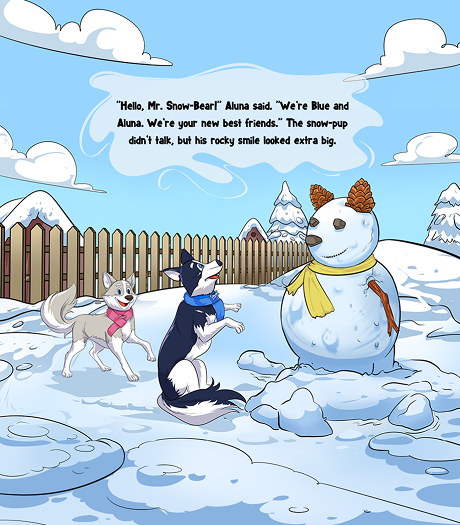 "Hello, Mr. Snow-Bear!" Aluna said. "We're Blue and
Aluna. We're your new best friends." The snow-pup
didn't talk, but his rocky smile looked extra big.